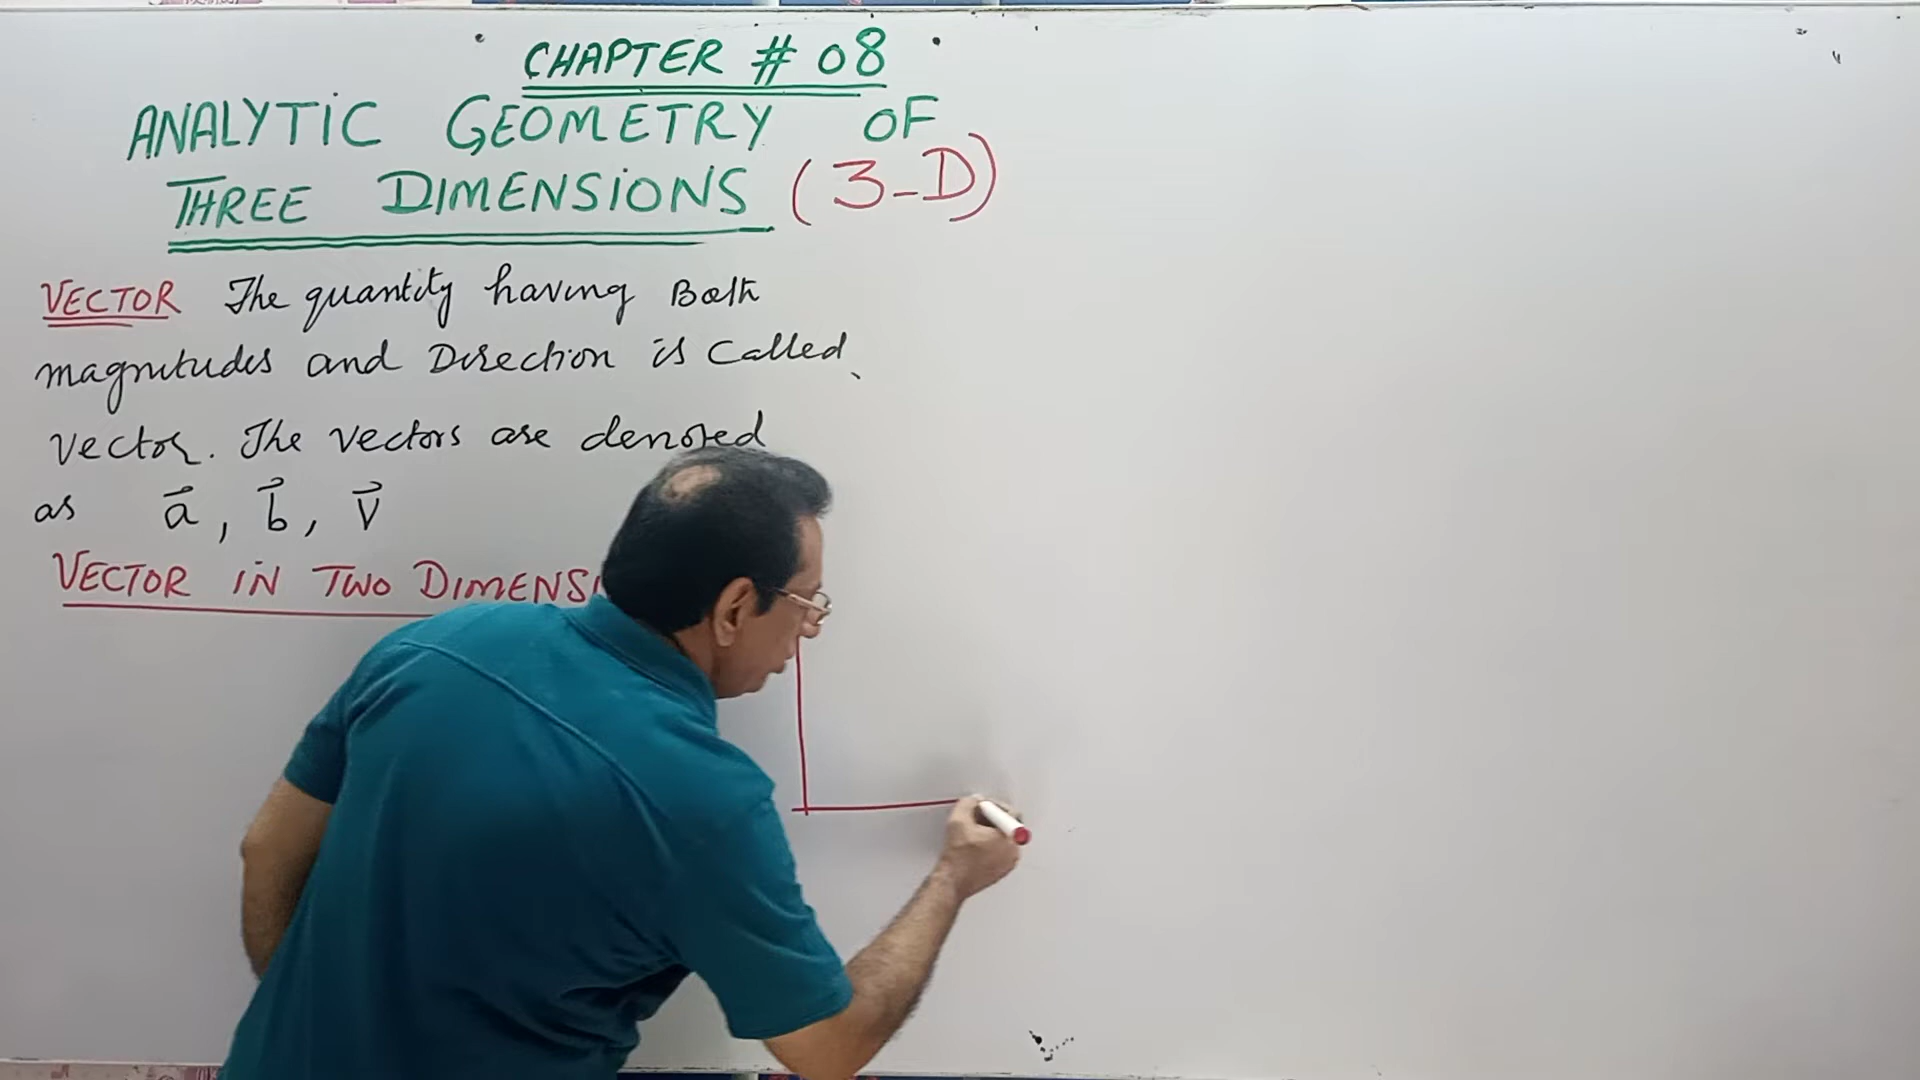 CHAPTER # 08
ANALYTIC GEOMETRY OF
THREE DIMENSIONS (3-D)
VECTOR The quantity having Both
magnitudes and Direction is Called
vector. The vectors are denoted
as a⃗, b⃗, v⃗
VECTOR IN TWO DIMENSI